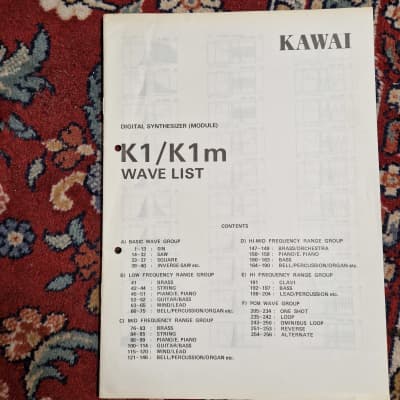 KAWAI
DIGITAL SYNTHESIZER (MODULE)
K1/K1m
WAVE LIST
CONTENTS
A) BASIC WAVE GROUP
1-13 : SIN
14-32 : SAW
33-37 : SQUARE
38-40 : INVERSE SAW etc.
B) LOW FREQUENCY RANGE GROUP
41 : BRASS
42-44 : STRING
45-51 : PIANO/E. PIANO
52-62 : GUITAR/BASS
63-65 : WIND/LEAD
66-75 : BELL/PERCUSSION/ORGAN etc.
C) MID FREQUENCY RANGE GROUP
76-83 : BRASS
84-85 : STRING
86-99 : PIANO/E. PIANO
100-114 : GUITAR/BASS
115-120 : WIND/LEAD
121-146 : BELL/PERCUSSION/ORGAN etc.
D) HI-MID FREQUENCY RANGE GROUP
147-149 : BRASS/ORCHESTRA
150-159 : PIANO/E. PIANO
160-163 : BASS
164-190 : BELL/PERCUSSION/ORGAN etc.
E) HI FREQUENCY RANGE GROUP
191 : CLAVI
192-197 : BASS
198-204 : LEAD/PERCUSSION etc.
F) PCM WAVE GROUP
205-234 : ONE SHOT
235-242 : LOOP
243-250 : OMNIBUS LOOP
251-253 : REVERSE
254-256 : ALTERNATE